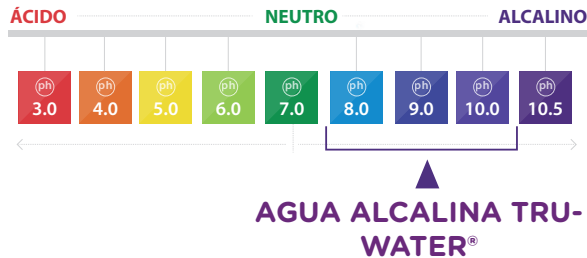 ÁCIDO NEUTRO ALCALINO
ph ph ph ph ph ph ph ph ph
3.0 4.0 5.0 6.0 7.0 8.0 9.0 10.0 10.5
AGUA ALCALINA TRU-
WATER®